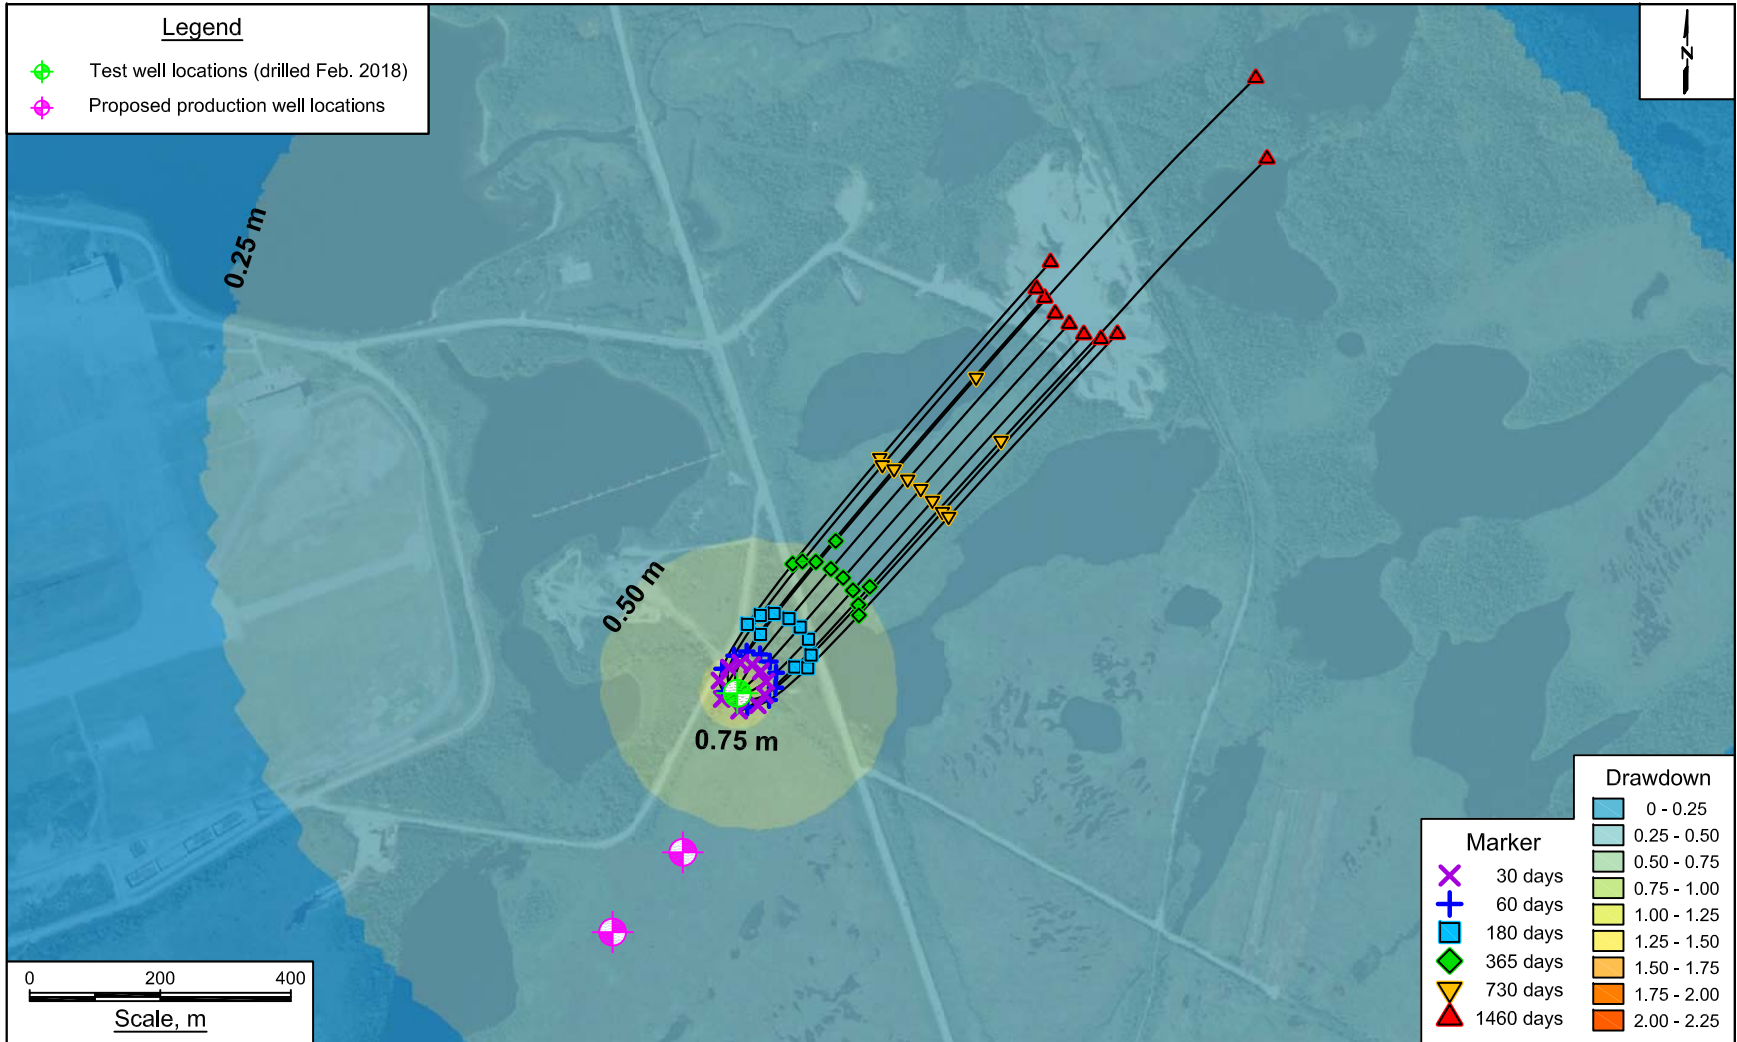 Legend
Test well locations (drilled Feb. 2018)
Proposed production well locations
N
0.25 m
0.50 m
0.75 m
0 200 400
Scale, m
Marker
30 days
60 days
180 days
365 days
730 days
1460 days
Drawdown
0 - 0.25
0.25 - 0.50
0.50 - 0.75
0.75 - 1.00
1.00 - 1.25
1.25 - 1.50
1.50 - 1.75
1.75 - 2.00
2.00 - 2.25